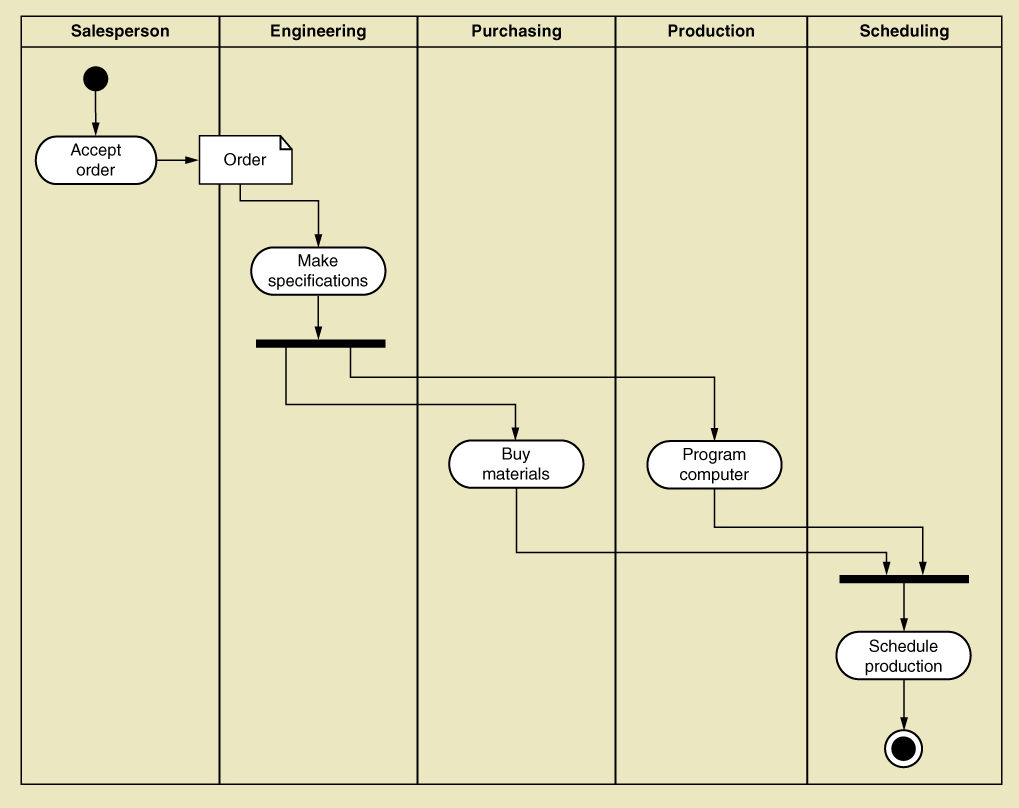 Salesperson
Engineering
Purchasing
Production
Scheduling
Accept
order
Order
Make
specifications
Buy
materials
Program
computer
Schedule
production